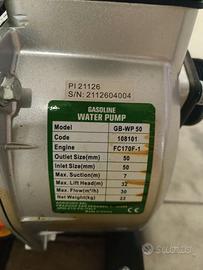 PI 21126
S/N: 2112604004
GASOLINE
WATER PUMP
Model GB-WP 50
Code 108101
Engine FC170F-1
Outlet Size(mm) 50
Inlet Size(mm) 50
Max. Suction(m) 7
Max. Lift Head(m) 32
Max. Flow(m³/h) 30
Net Weight(kg) 22
subito